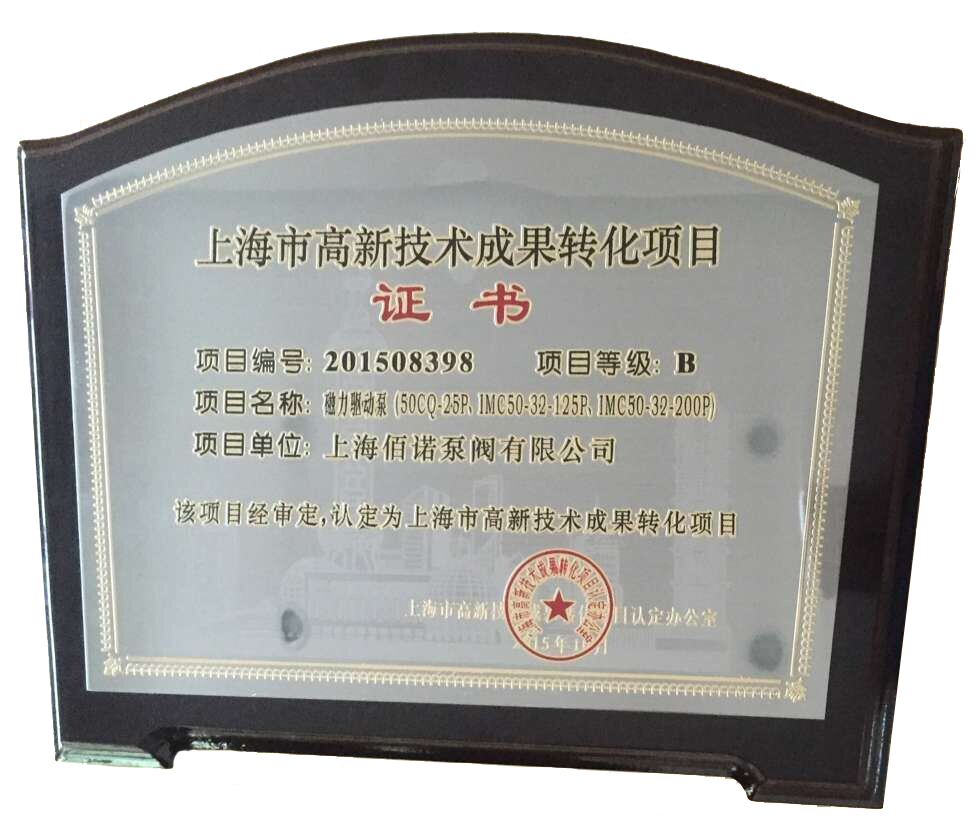 上海市高新技术成果转化项目
证书
项目编号: 201508398 项目等级: B
项目名称: 磁力驱动泵 (50CQ-25P、IMC50-32-125P、IMC50-32-200P)
项目单位: 上海佰诺泵阀有限公司
该项目经审定,认定为上海市高新技术成果转化项目
上海市高新技 目认定办公室
15年